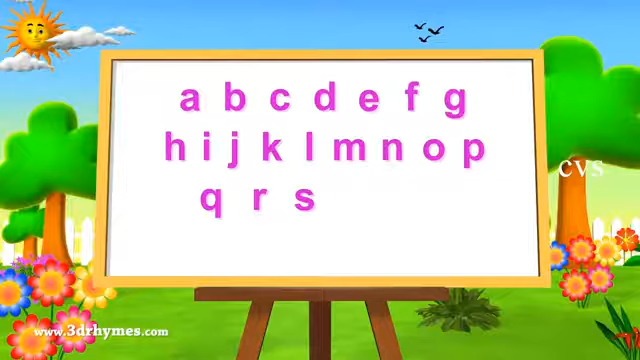 a b c d e f g
h i j k l m n o p
q r s
cvs
www.3drhymes.com